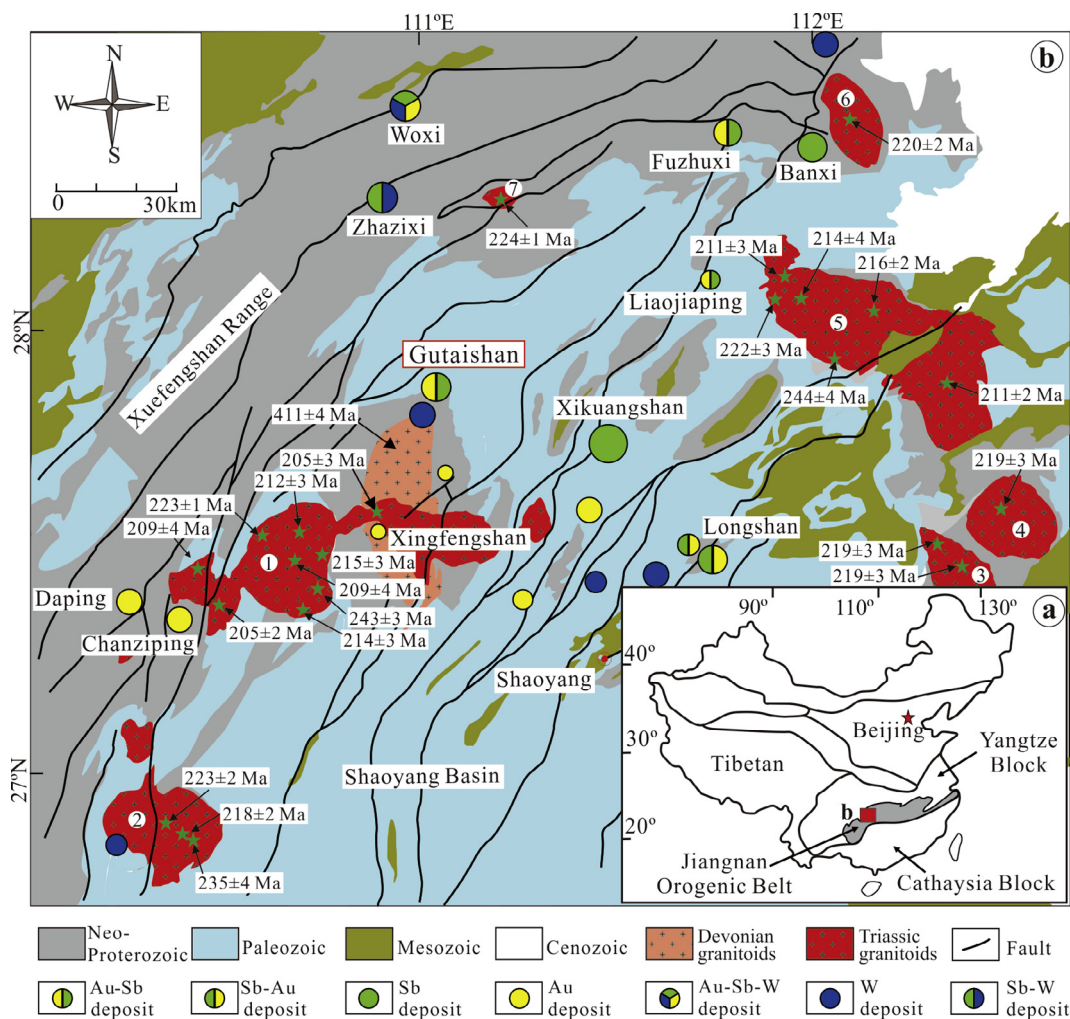 111ºE
112ºE
b
N
W E
S
0 30km
Woxi
Fuzhuxi
Banxi
6
220±2 Ma
Zhazixi
7
224±1 Ma
211±3 Ma
214±4 Ma
216±2 Ma
Liaojiaping
5
222±3 Ma
244±4 Ma
211±2 Ma
28ºN
Xuefengshan Range
Gutaishan
411±4 Ma
Xikuangshan
205±3 Ma
212±3 Ma
223±1 Ma
209±4 Ma
219±3 Ma
4
Xingfengshan
Longshan
1
215±3 Ma
219±3 Ma
219±3 Ma
3
209±4 Ma
Daping
243±3 Ma
Chanziping
205±2 Ma
214±3 Ma
Shaoyang
27ºN
Shaoyang Basin
223±2 Ma
2
218±2 Ma
235±4 Ma
90º
110º
130º
a
40º
30º
20º
Beijing
Tibetan
Yangtze
Block
b
Jiangnan
Orogenic Belt
Cathaysia Block
Neo-
Proterozoic
Paleozoic
Mesozoic
Cenozoic
Devonian
granitoids
Triassic
granitoids
Fault
Au-Sb
deposit
Sb-Au
deposit
Sb
deposit
Au
deposit
Au-Sb-W
deposit
W
deposit
Sb-W
deposit